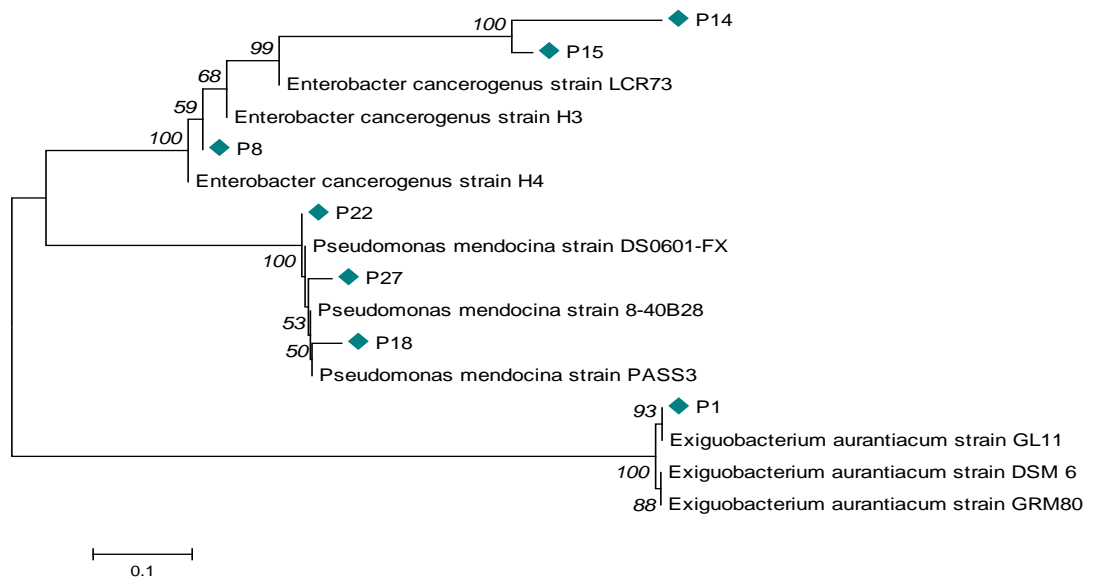 100
P14
P15
99
Enterobacter cancerogenus strain LCR73
68
Enterobacter cancerogenus strain H3
59
P8
100
Enterobacter cancerogenus strain H4
P22
Pseudomonas mendocina strain DS0601-FX
100
P27
Pseudomonas mendocina strain 8-40B28
53
P18
50
Pseudomonas mendocina strain PASS3
P1
93
Exiguobacterium aurantiacum strain GL11
100
Exiguobacterium aurantiacum strain DSM 6
88
Exiguobacterium aurantiacum strain GRM80
0.1